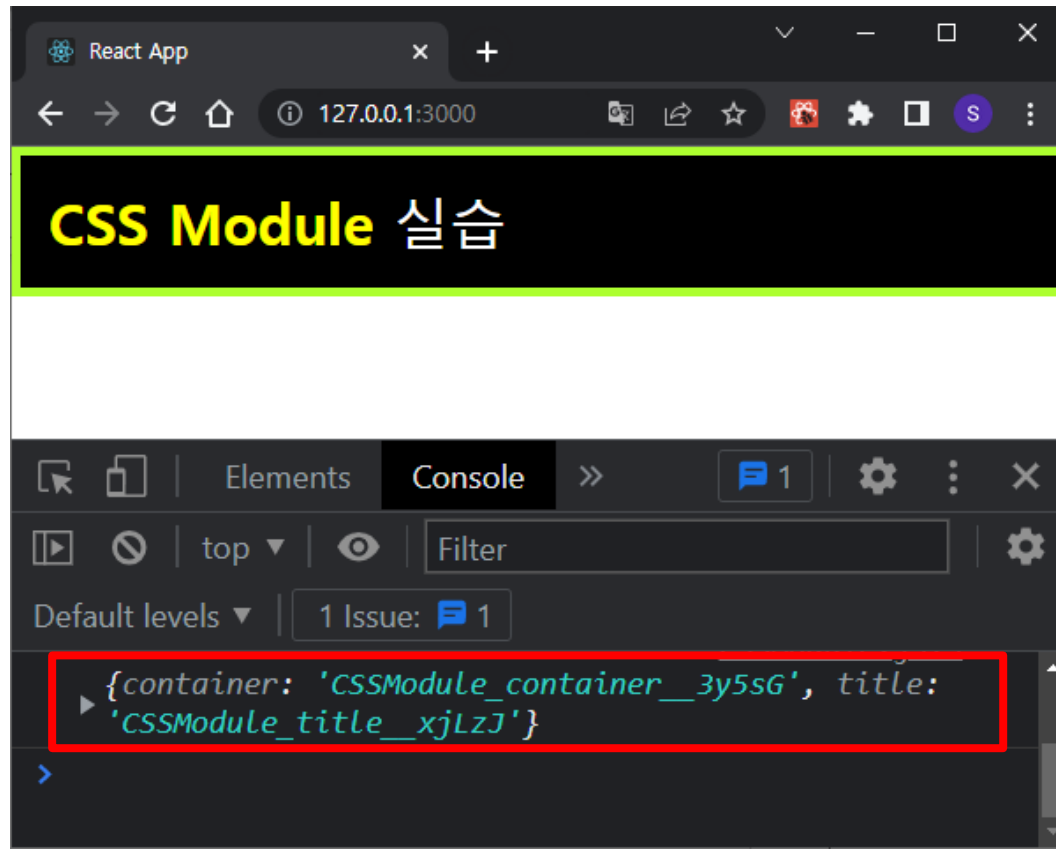 React App
127.0.0.1:3000
S
CSS Module 실습
Elements Console 1
top Filter
Default levels 1 Issue: 1
{container: 'CSSModule_container__3y5sG', title:
'CSSModule_title__xjLzJ'}